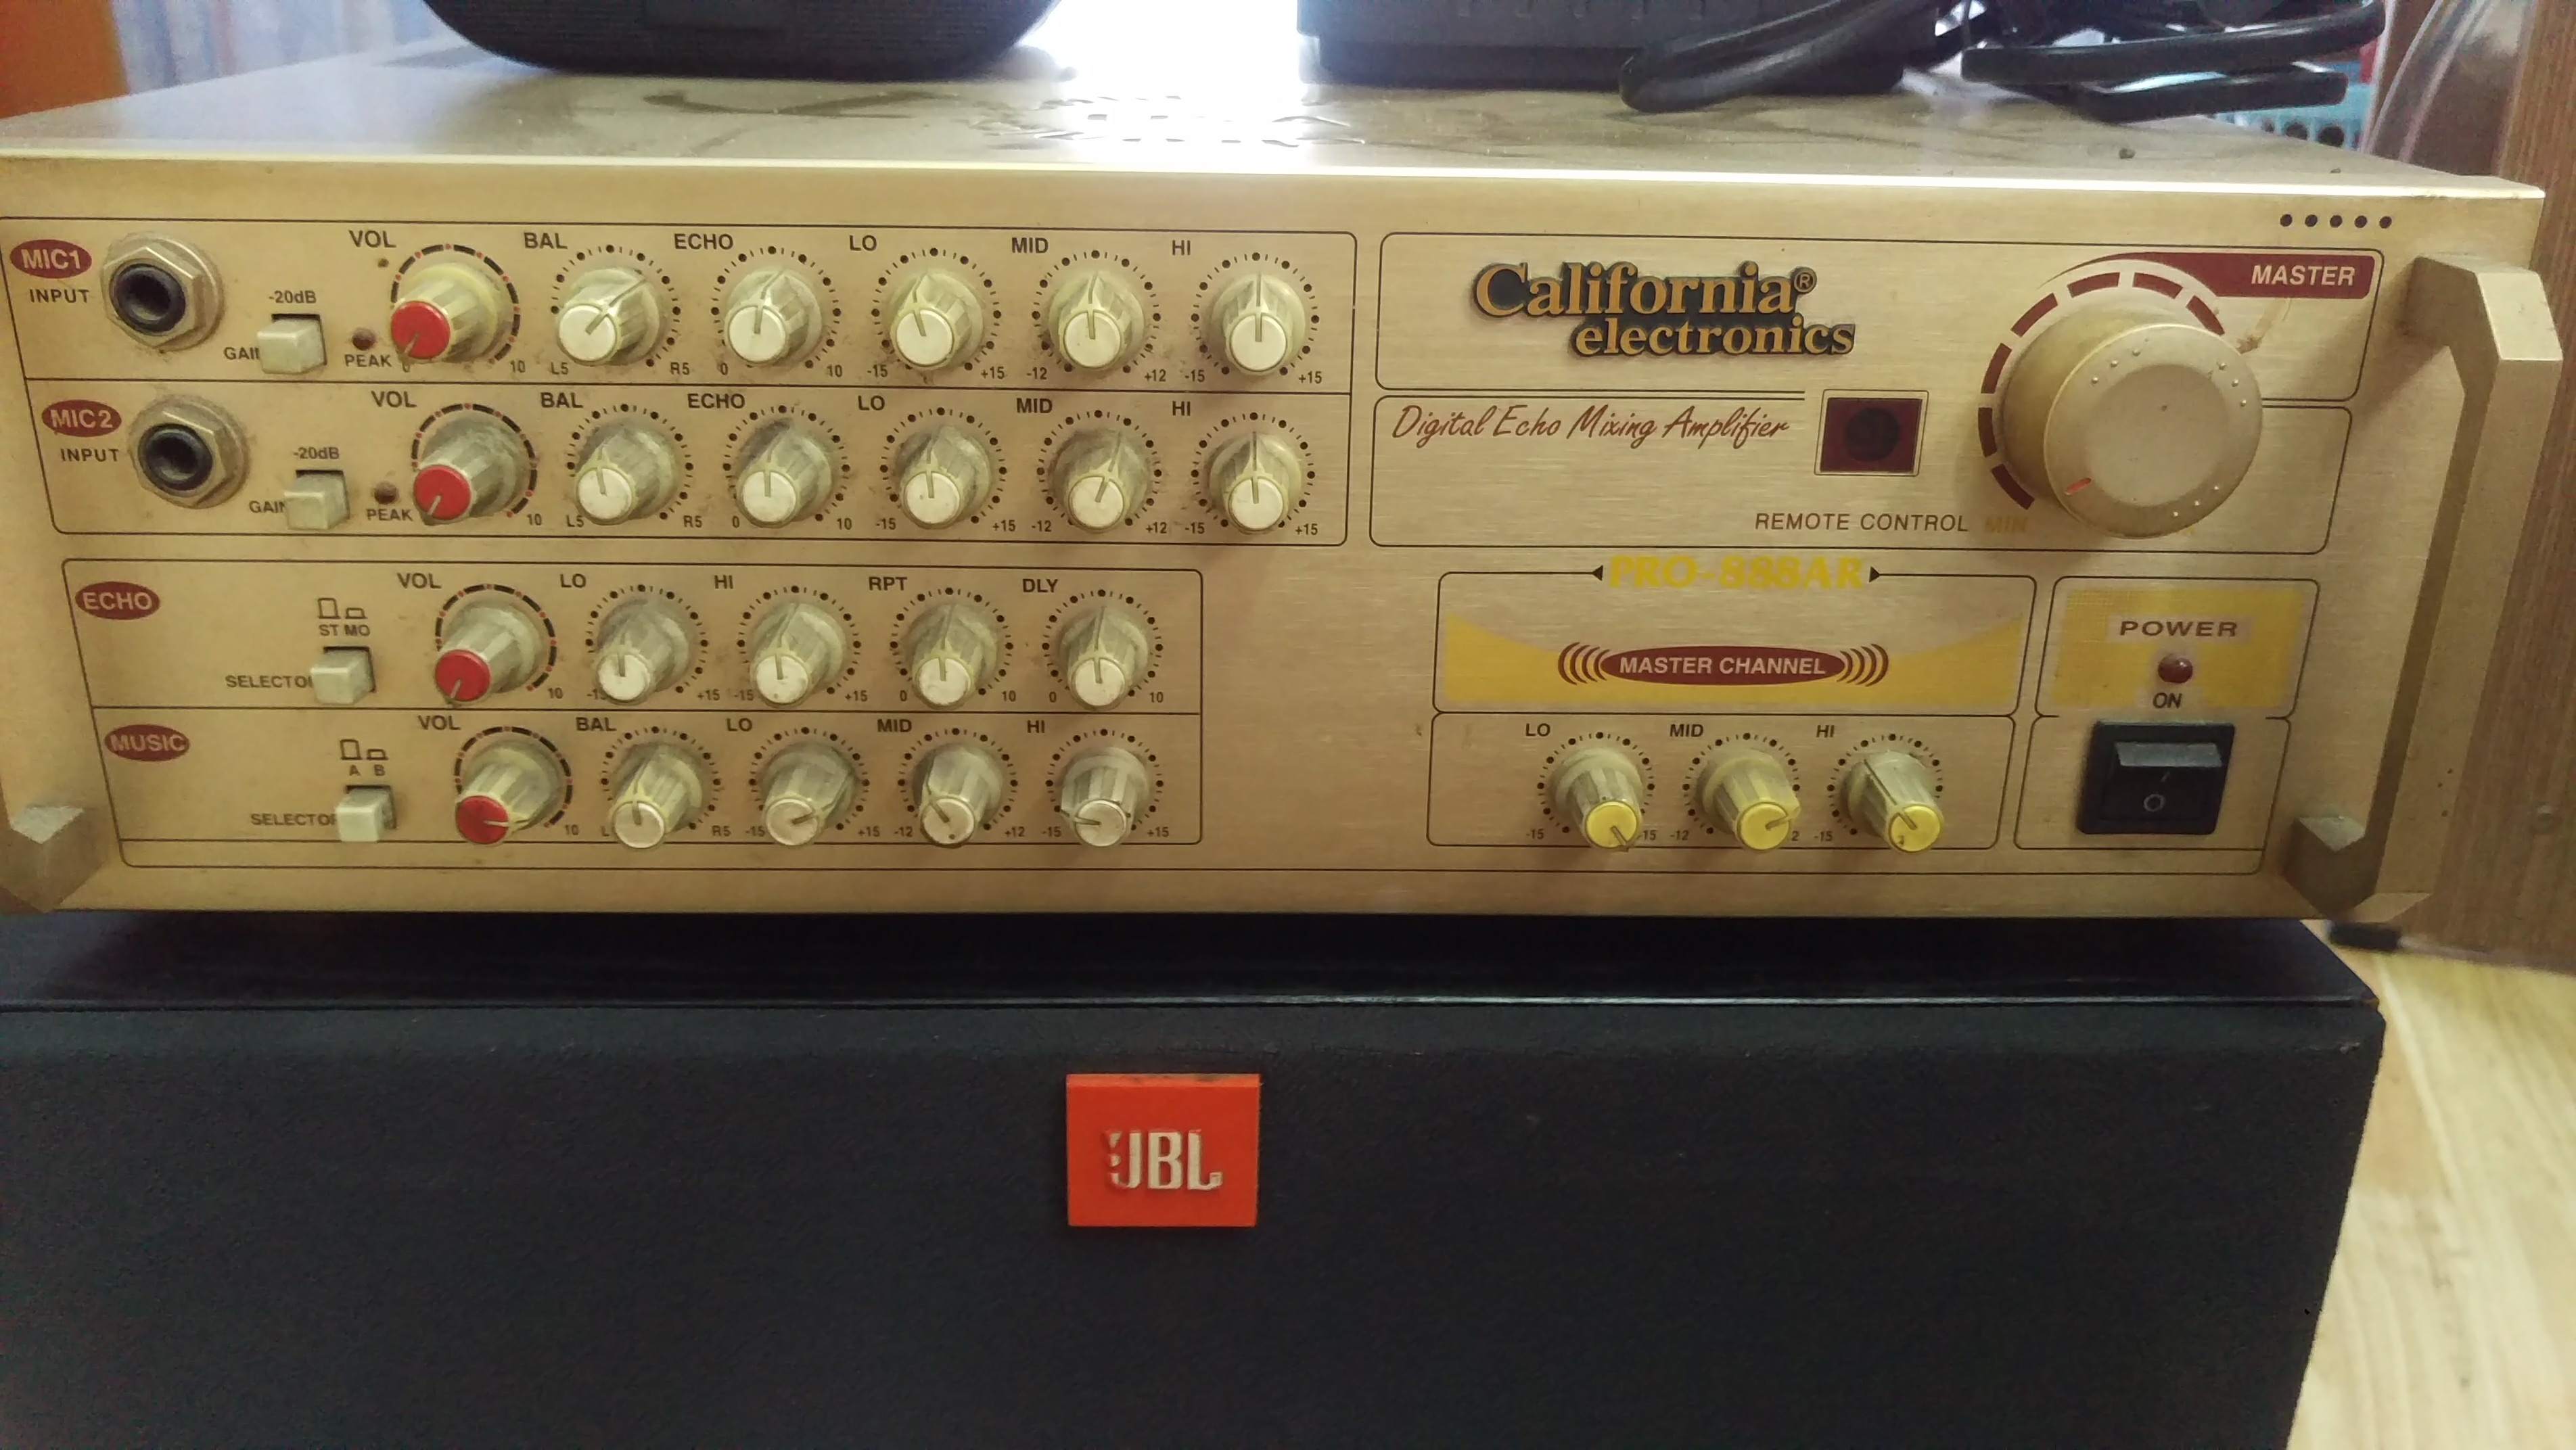 MIC1
INPUT
-20dB
PEAK
VOL BAL ECHO LO MID HI
0 10 L5 R5 0 10 -15 +15 -12 +12 -15 +15
California®
electronics
MASTER
MIC2
INPUT
-20dB
PEAK
VOL BAL ECHO LO MID HI
10 L5 R5 0 10 -15 +15 -12 +12 -15 +15
Digital Echo Mixing Amplifier
REMOTE CONTROL MIN
ECHO
ST MO
VOL LO HI RPT DLY
10 +15 -15 +15 0 10 0 10
PRO-888AR
MASTER CHANNEL
POWER
ON
MUSIC
A B
VOL BAL LO MID HI
10 L R5 -15 +15 -12 +12 -15 +15
LO MID HI
-15 15 -12 2 -15
JBL